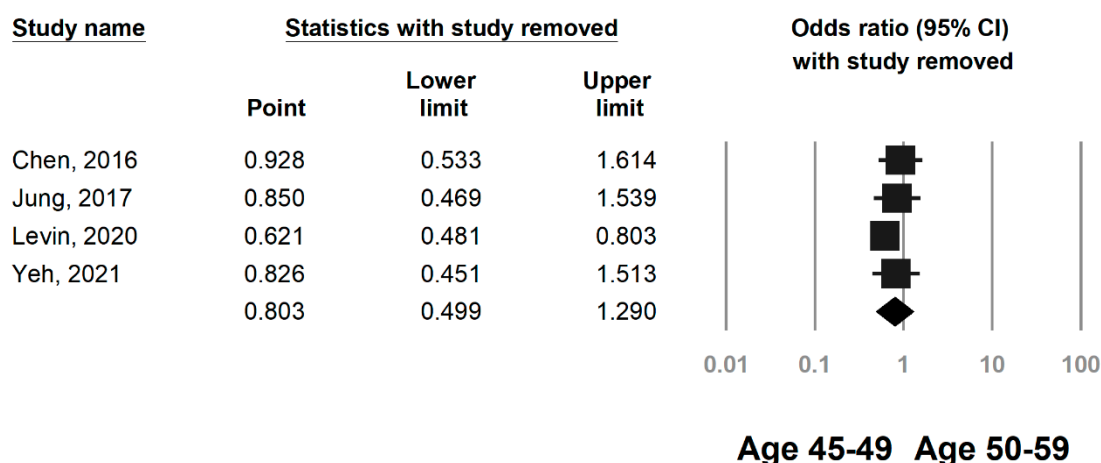 Study name Statistics with study removed Odds ratio (95% CI)
with study removed
Lower Upper
Point limit limit
Chen, 2016 0.928 0.533 1.614
Jung, 2017 0.850 0.469 1.539
Levin, 2020 0.621 0.481 0.803
Yeh, 2021 0.826 0.451 1.513
0.803 0.499 1.290
0.01 0.1 1 10 100
Age 45-49 Age 50-59